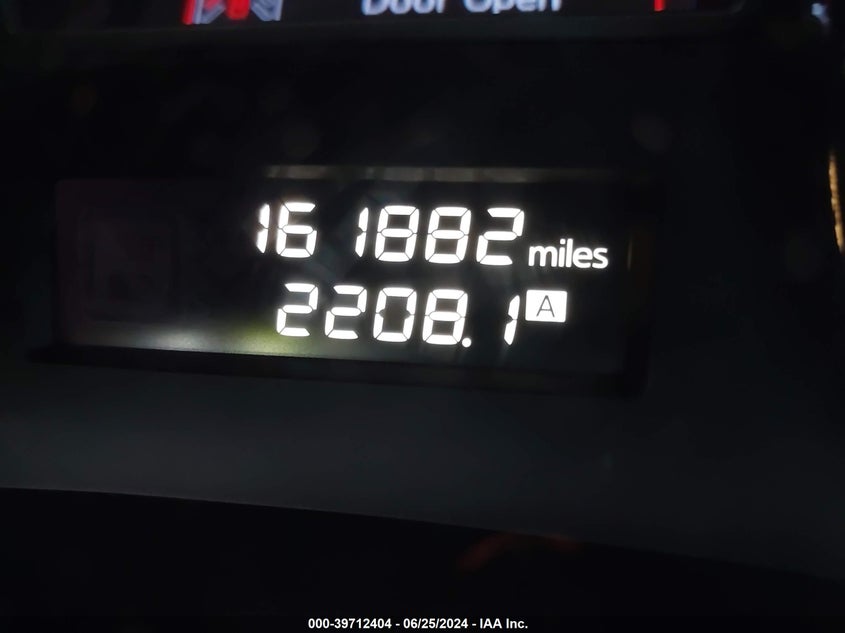 Door Open
161882 miles
2208.1 A
000-39712404 - 06/25/2024 - IAA Inc.